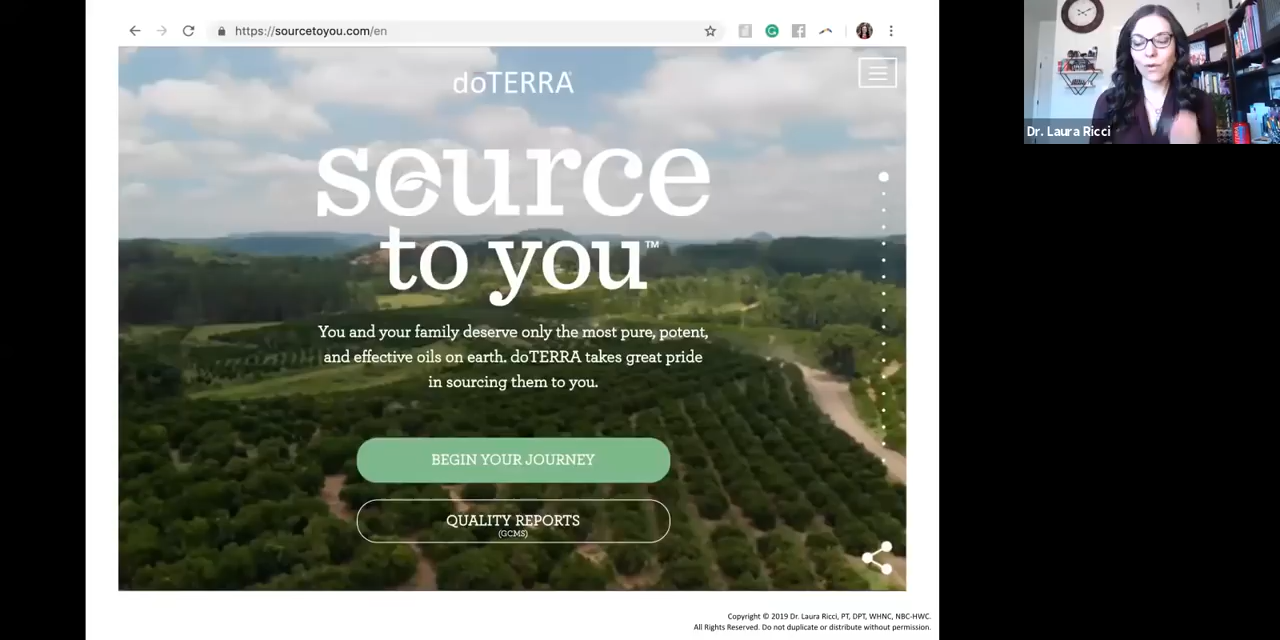 https://sourcetoyou.com/en
doTERRA
source
to you™
You and your family deserve only the most pure, potent,
and effective oils on earth. doTERRA takes great pride
in sourcing them to you.
BEGIN YOUR JOURNEY
QUALITY REPORTS
(GCMS)
Dr. Laura Ricci
Copyright © 2019 Dr. Laura Ricci, PT, DPT, WHNC, NBC-HWC.
All Rights Reserved. Do not duplicate or distribute without permission.